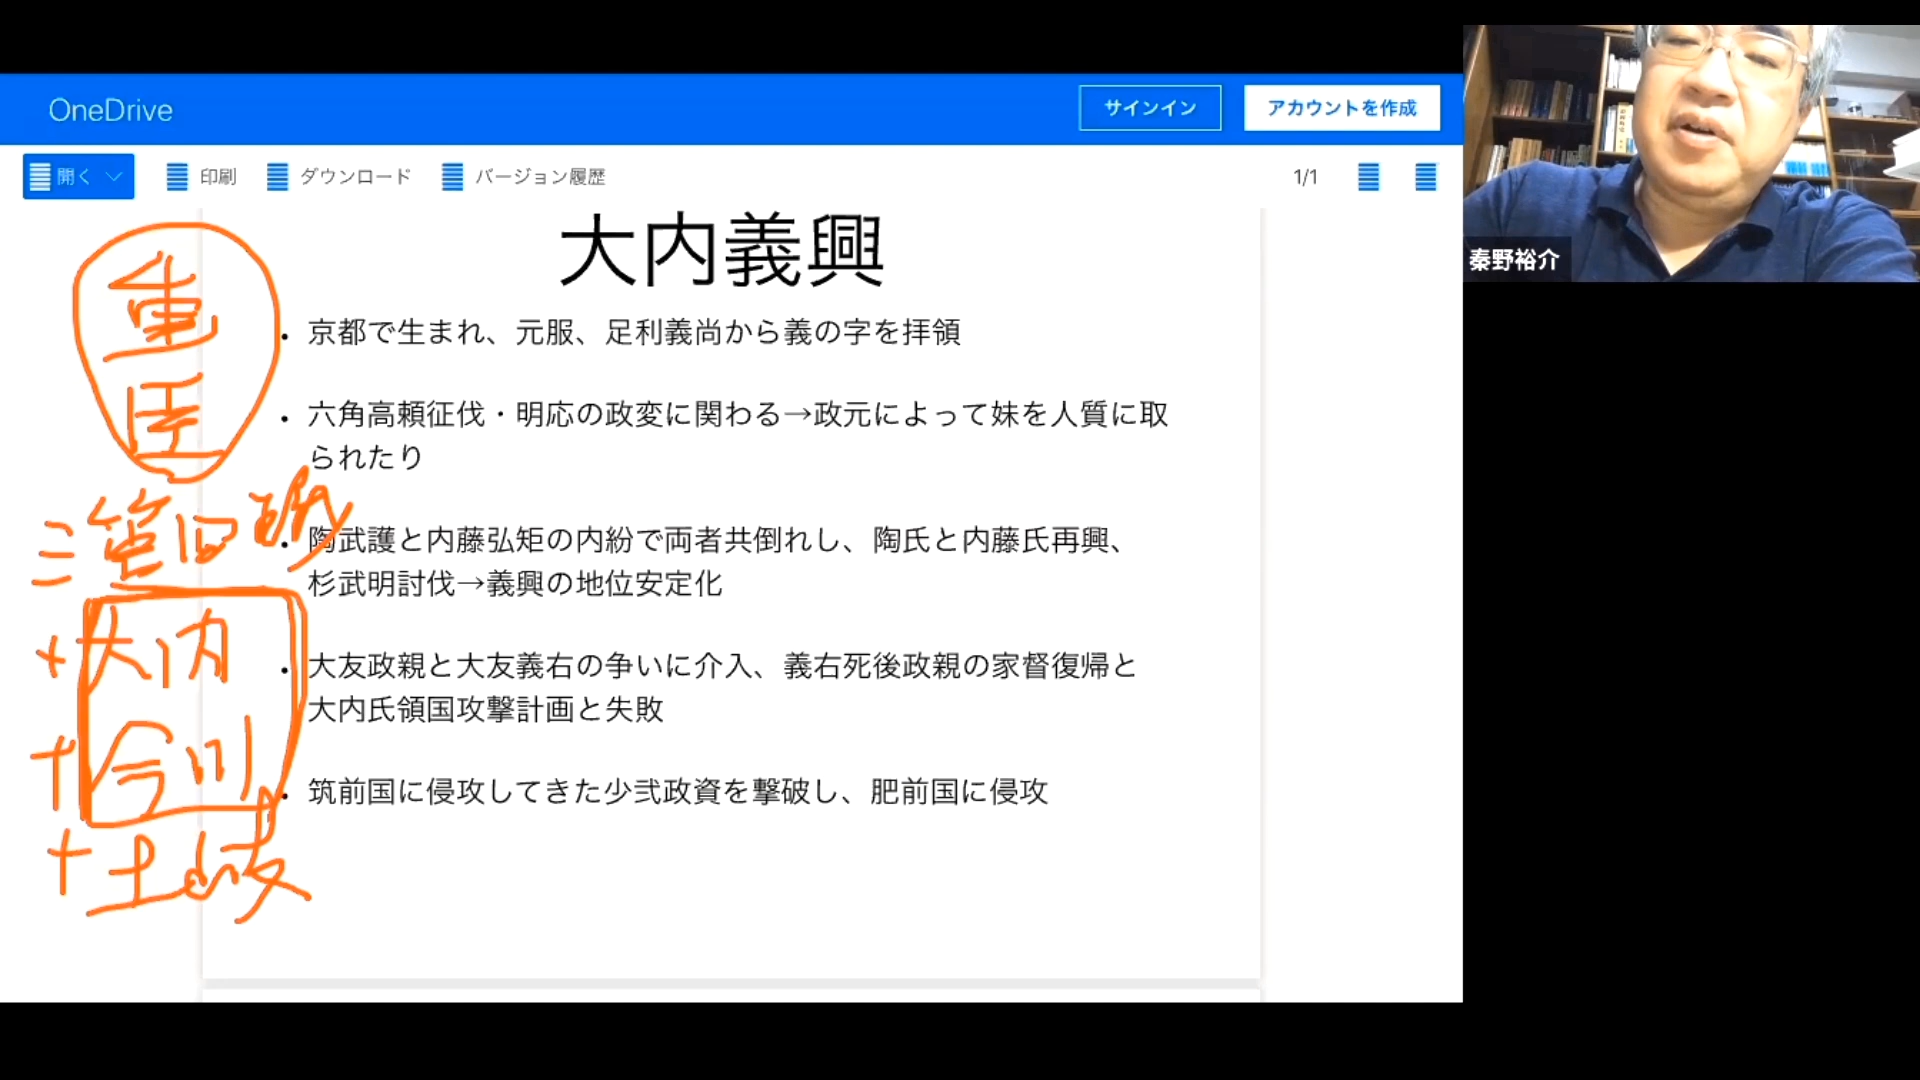 OneDrive
サインイン
アカウントを作成
開く
印刷
ダウンロード
バージョン履歴
1/1
大内義興
• 京都で生まれ、元服、足利義尚から義の字を拝領
• 六角高頼征伐・明応の政変に関わる→政元によって妹を人質に取
られたり
• 陶武護と内藤弘矩の内紛で両者共倒れし、陶氏と内藤氏再興、
杉武明討伐→義興の地位安定化
• 大友政親と大友義右の争いに介入、義右死後政親の家督復帰と
大内氏領国攻撃計画と失敗
• 筑前国に侵攻してきた少弐政資を撃破し、肥前国に侵攻
重臣
三管四職
+大内
+今川
+土岐
秦野裕介